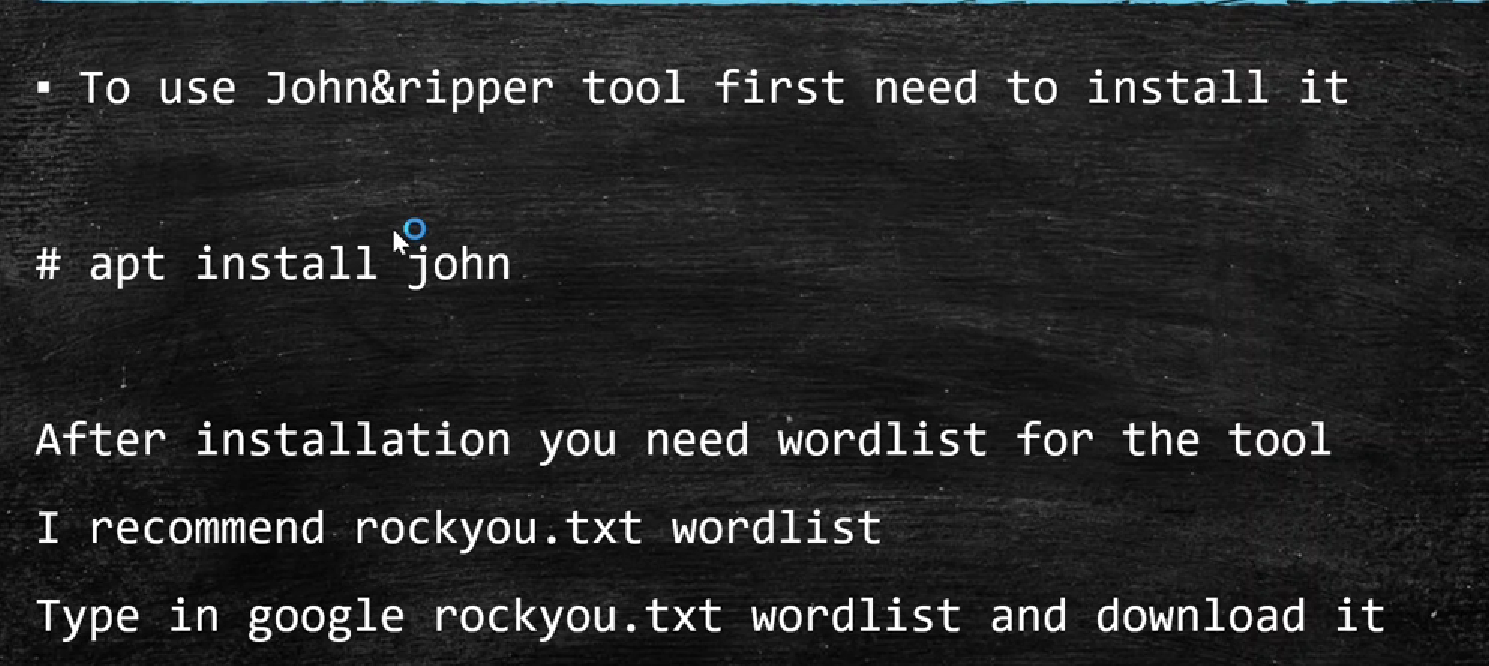 ▪ To use John&ripper tool first need to install it
# apt install john
After installation you need wordlist for the tool
I recommend rockyou.txt wordlist
Type in google rockyou.txt wordlist and download it